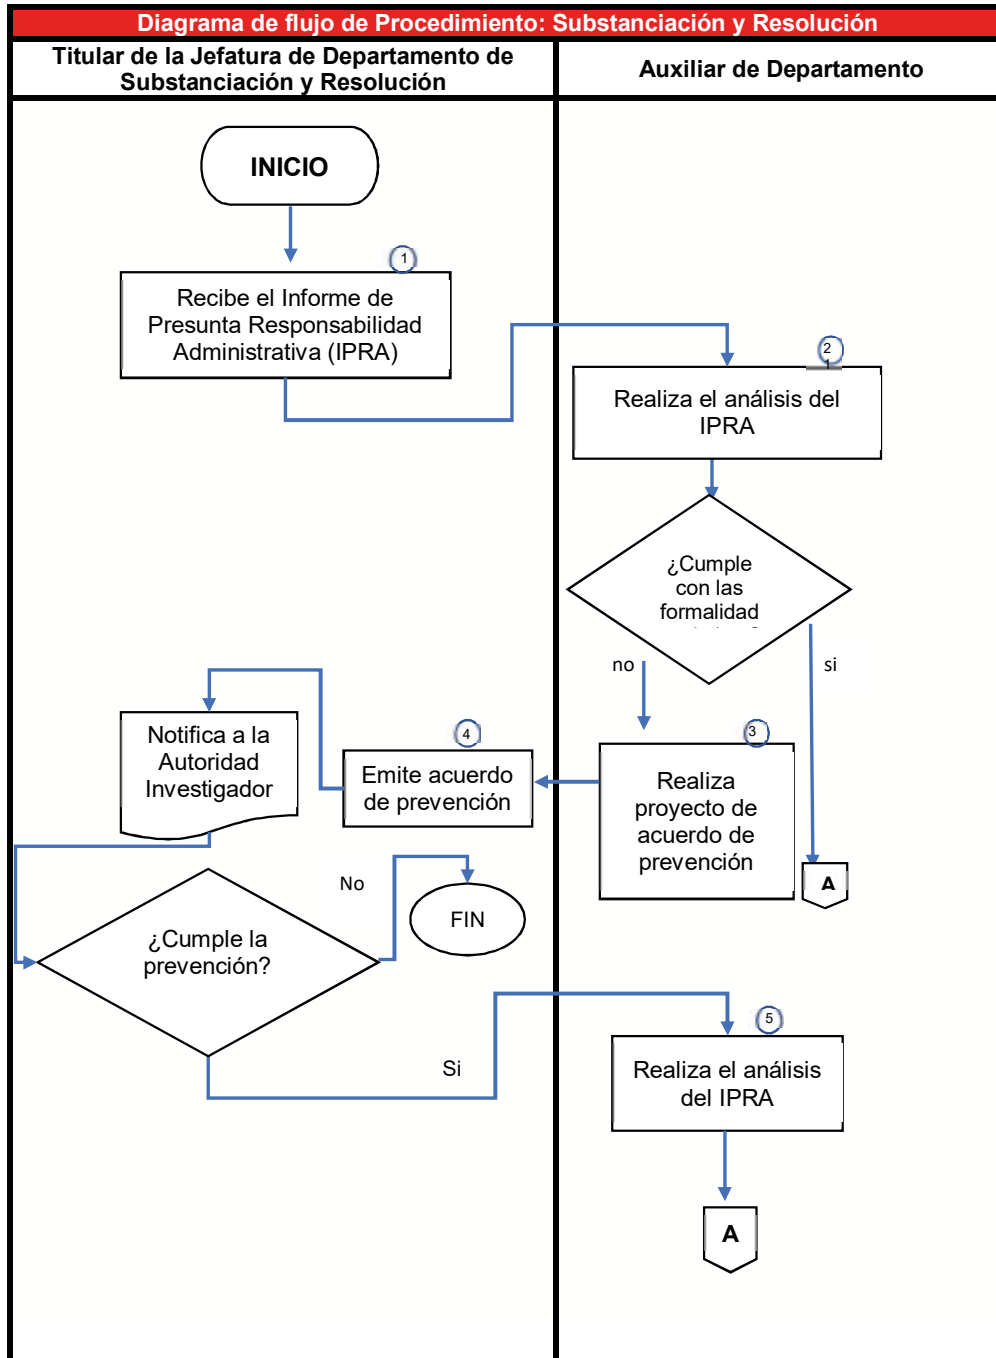 Diagrama de flujo de Procedimiento: Substanciación y Resolución
Titular de la Jefatura de Departamento de
Substanciación y Resolución
Auxiliar de Departamento
INICIO
1
Recibe el Informe de
Presunta Responsabilidad
Administrativa (IPRA)
2
1
Realiza el análisis del
IPRA
¿Cumple
con las
formalidad
no
si
3
Realiza
proyecto de
acuerdo de
prevención
A
4
Emite acuerdo
de prevención
Notifica a la
Autoridad
Investigador
¿Cumple la
prevención?
No
FIN
Si
5
Realiza el análisis
del IPRA
A